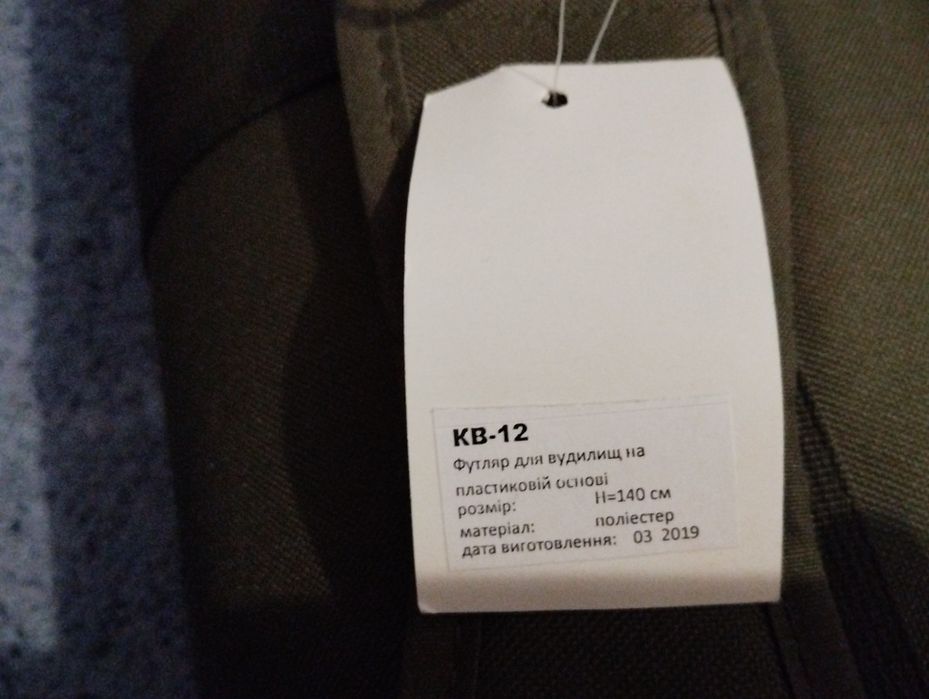 КВ-12
Футляр для вудилищ на
пластиковій основі
розмір: H=140 см
матеріал: поліестер
дата виготовлення: 03 2019